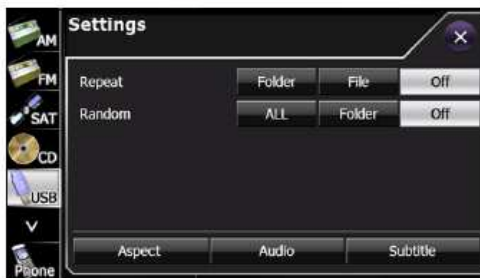 Settings
AM
FM
SAT
CD
USB
Phone
Repeat Folder File Off
Random ALL Folder Off
Aspect Audio Subtitle